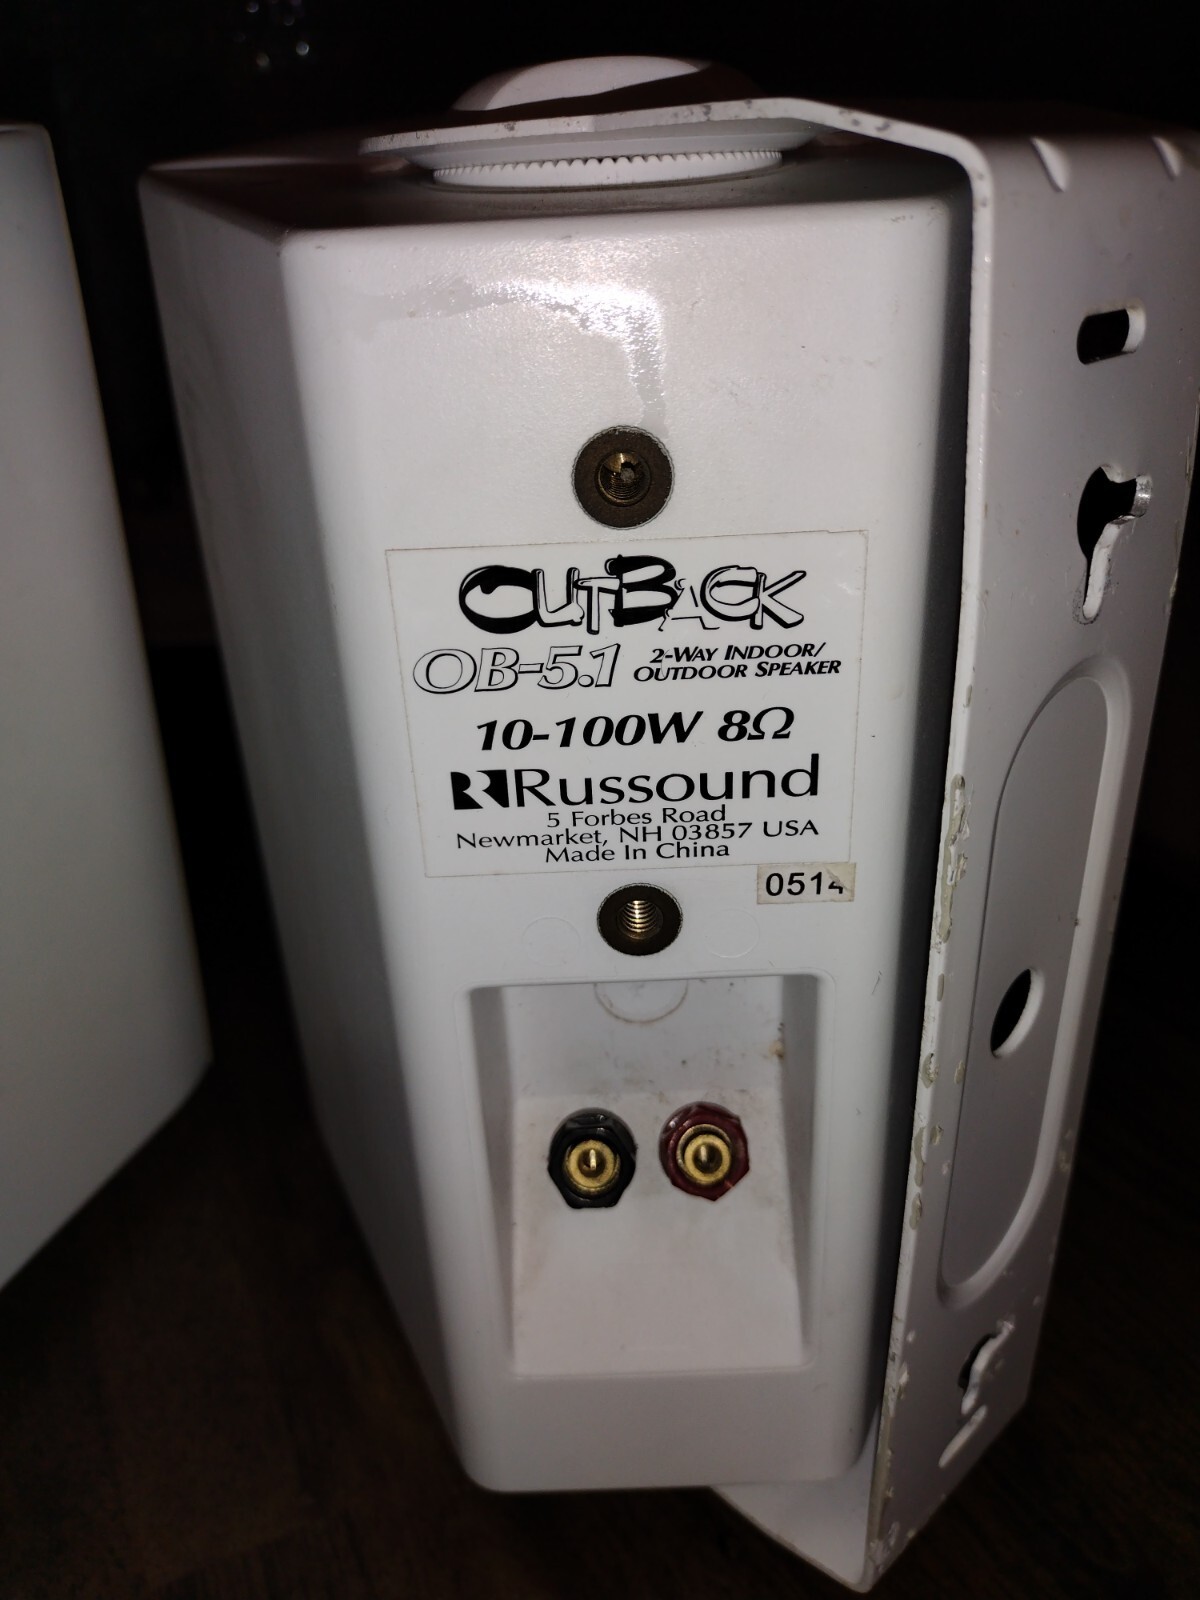 OUTBACK
OB-5.1 2-WAY INDOOR/
OUTDOOR SPEAKER
10-100W 8Ω
Russound
5 Forbes Road
Newmarket, NH 03857 USA
Made In China
0514